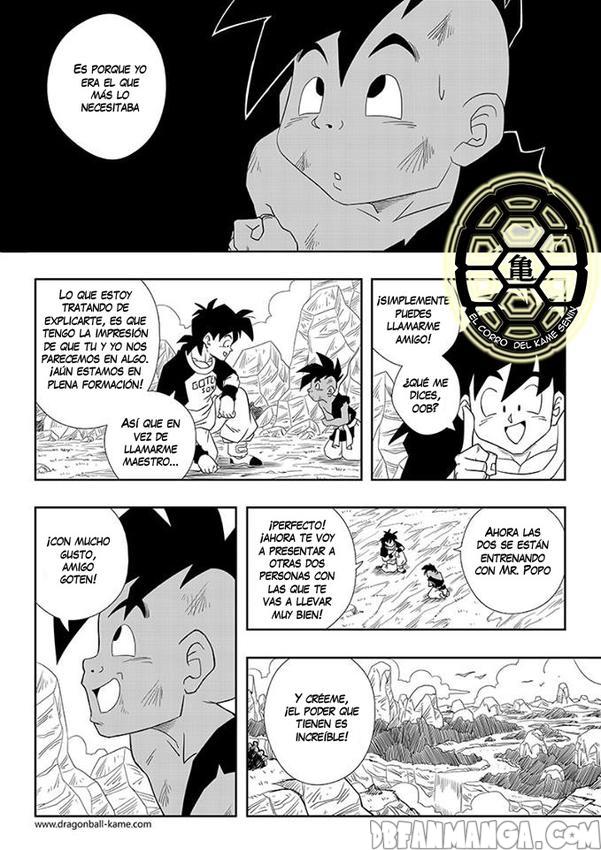 ES PORQUE YO
ERA EL QUE
MÁS LO
NECESITABA
亀
EL CORRO DEL KAME SENIN
LO QUE ESTOY
TRATANDO DE
EXPLICARTE, ES QUE
TENGO LA IMPRESIÓN
DE QUE TU Y YO NOS
PARECEMOS EN ALGO.
¡AÚN ESTAMOS EN
PLENA FORMACIÓN!
ASÍ QUE EN
VEZ DE
LLAMARME
MAESTRO...
¡SIMPLEMENTE
PUEDES
LLAMARME
AMIGO!
¿QUÉ ME
DICES,
OOB?
¡CON MUCHO
GUSTO,
AMIGO
GOTEN!
¡PERFECTO!
¡AHORA TE VOY
A PRESENTAR A
OTRAS DOS
PERSONAS CON
LAS QUE TE
VAS A LLEVAR
MUY BIEN!
AHORA LAS
DOS SE ESTÁN
ENTRENANDO
CON MR. POPO
Y CRÉEME,
¡EL PODER QUE
TIENEN ES
INCREÍBLE!
www.dragonball-kame.com
DBFANMANGA.COM